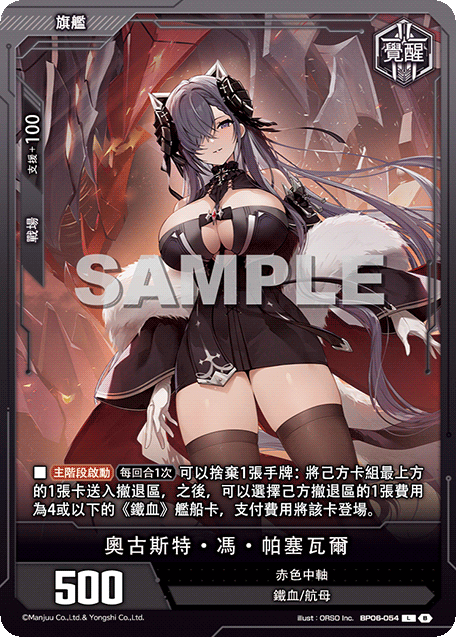 旗艦
覺醒
支援+100
戰場
SAMPLE
■ 主階段啟動 每回合1次 可以捨棄1張手牌：將己方卡組最上方
的1張卡送入撤退區，之後，可以選擇己方撤退區的1張費用
為4或以下的《鐵血》艦船卡，支付費用將該卡登場。
奧古斯特・馮・帕塞瓦爾
500
赤色中軸
鐵血/航母
©Manjuu Co.,Ltd.& Yongshi Co.,Ltd.
illust : ORSO Inc.
BP06-054 L B